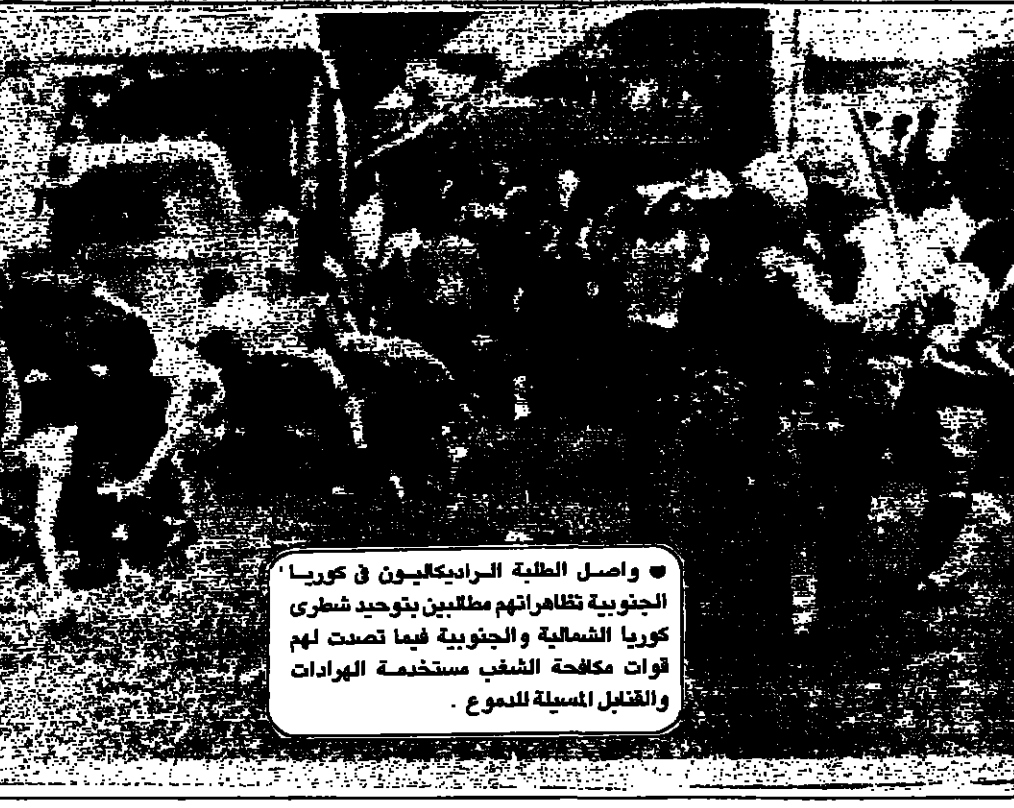 ● واصل الطلبة الراديكاليون في كوريا
الجنوبية تظاهراتهم مطالبين بتوحيد شطرى
كوريا الشمالية والجنوبية فيما تصدت لهم
قوات مكافحة الشغب مستخدمة الهراوات
والقنابل المسيلة للدموع .